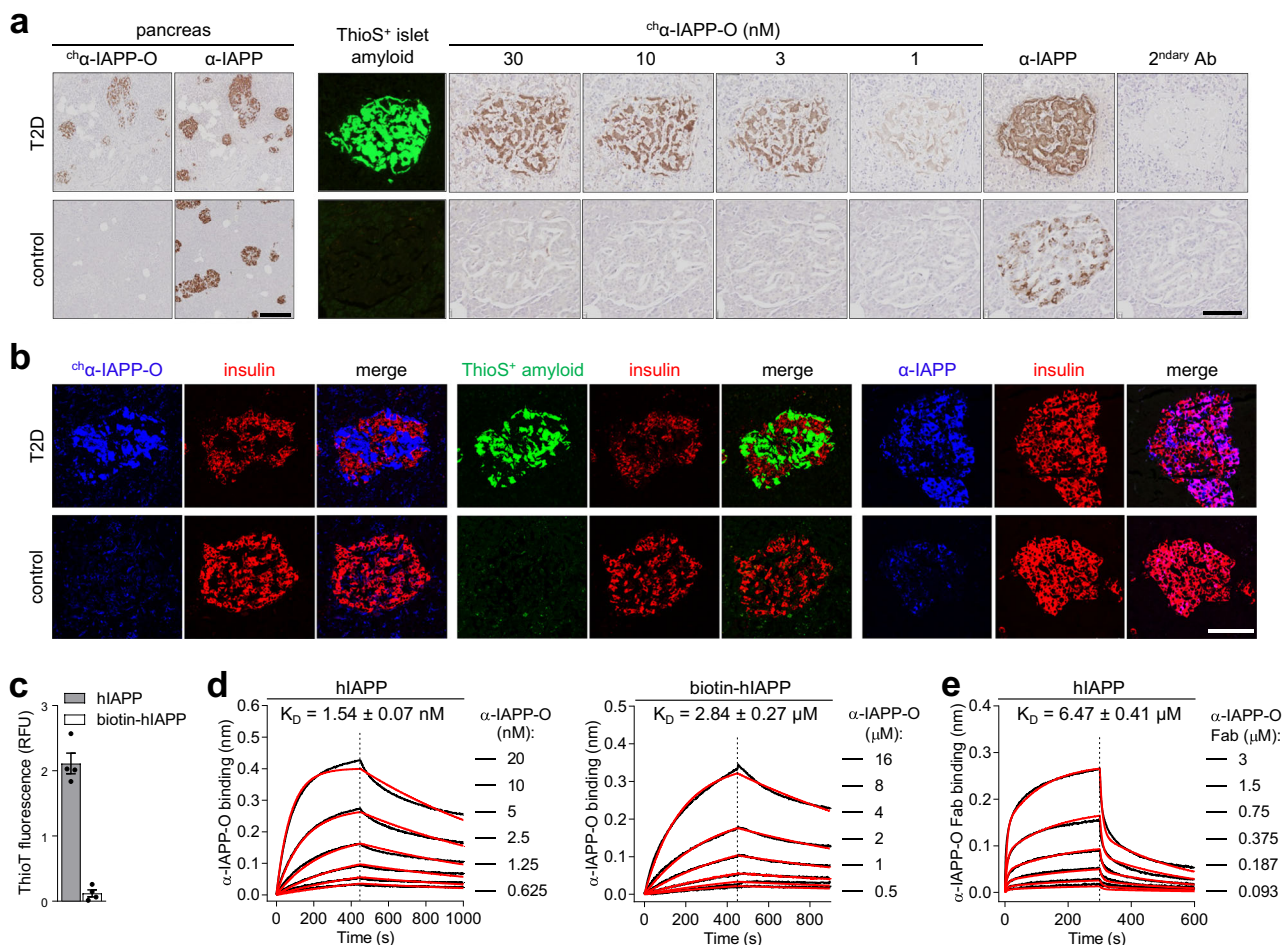 a
pancreas
chα-IAPP-O α-IAPP
ThioS+ islet
amyloid
chα-IAPP-O (nM)
30 10 3 1
α-IAPP 2ndary Ab
T2D
control
b
chα-IAPP-O insulin merge ThioS+ amyloid insulin merge α-IAPP insulin merge
T2D
control
c
hIAPP
biotin-hIAPP
ThioT fluorescence (RFU)
3
2
1
0
d
hIAPP
KD = 1.54 ± 0.07 nM
α-IAPP-O binding (nm)
0.6
0.5
0.4
0.3
0.2
0.1
0.0
0 200 400 600 800 1000
Time (s)
α-IAPP-O
(nM):
20
10
5
2.5
1.25
0.625
biotin-hIAPP
KD = 2.84 ± 0.27 µM
α-IAPP-O binding (nm)
0.5
0.4
0.3
0.2
0.1
0.0
0 200 400 600 800
Time (s)
α-IAPP-O
(µM):
16
8
4
2
1
0.5
e
hIAPP
KD = 6.47 ± 0.41 µM
α-IAPP-O Fab binding (nm)
0.4
0.3
0.2
0.1
0.0
0 200 400 600
Time (s)
α-IAPP-O
Fab (µM):
3
1.5
0.75
0.375
0.187
0.093